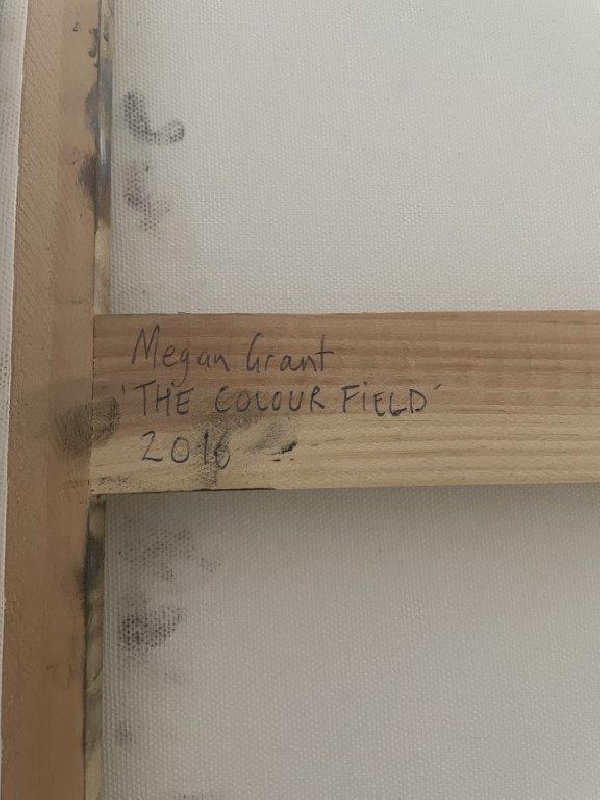 Megan Grant
'THE COLOUR FiELD'
2016